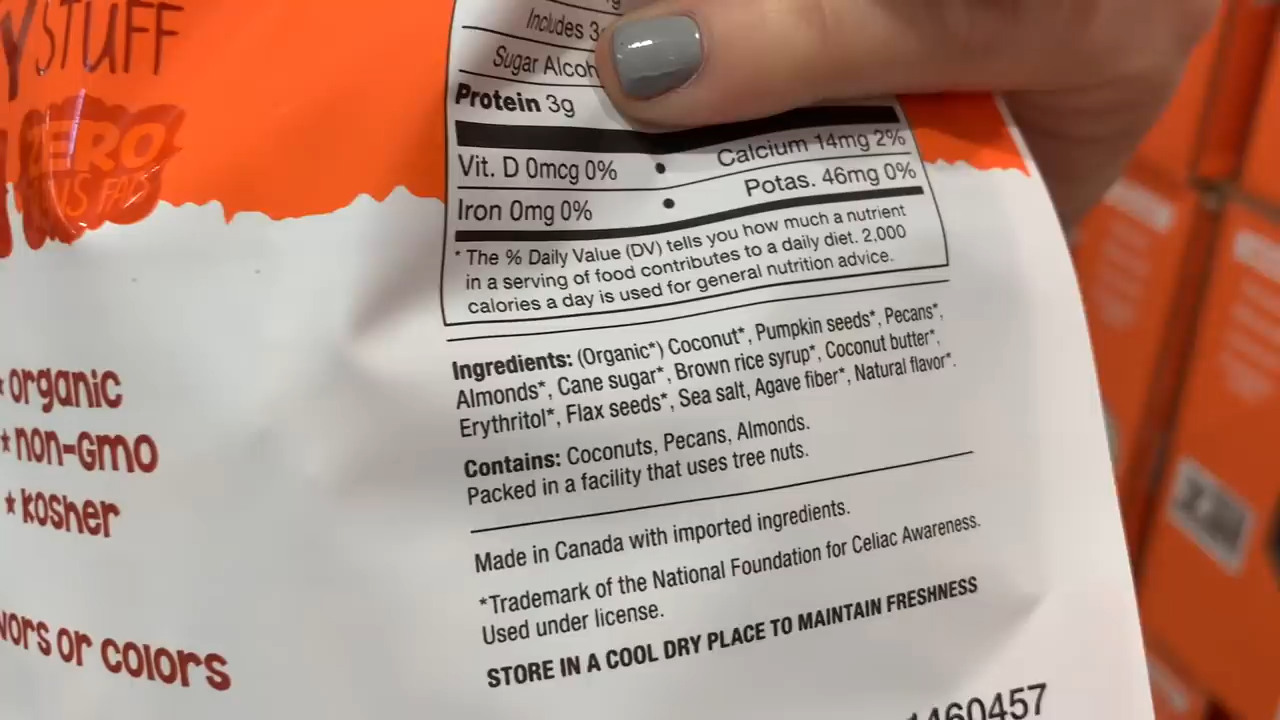 YSTUFF
ZERO
Includes 3
Sugar Alcoh
Protein 3g
Vit. D 0mcg 0% • Calcium 14mg 2%
Iron 0mg 0% • Potas. 46mg 0%
* The % Daily Value (DV) tells you how much a nutrient
in a serving of food contributes to a daily diet. 2,000
calories a day is used for general nutrition advice.
Ingredients: (Organic*) Coconut*, Pumpkin seeds*, Pecans*,
Almonds*, Cane sugar*, Brown rice syrup*, Coconut butter*,
Erythritol*, Flax seeds*, Sea salt, Agave fiber*, Natural flavor*.
Contains: Coconuts, Pecans, Almonds.
Packed in a facility that uses tree nuts.
Made in Canada with imported ingredients.
*Trademark of the National Foundation for Celiac Awareness.
Used under license.
STORE IN A COOL DRY PLACE TO MAINTAIN FRESHNESS
1460457
* organic
* non-GMO
* kosher
vors or colors